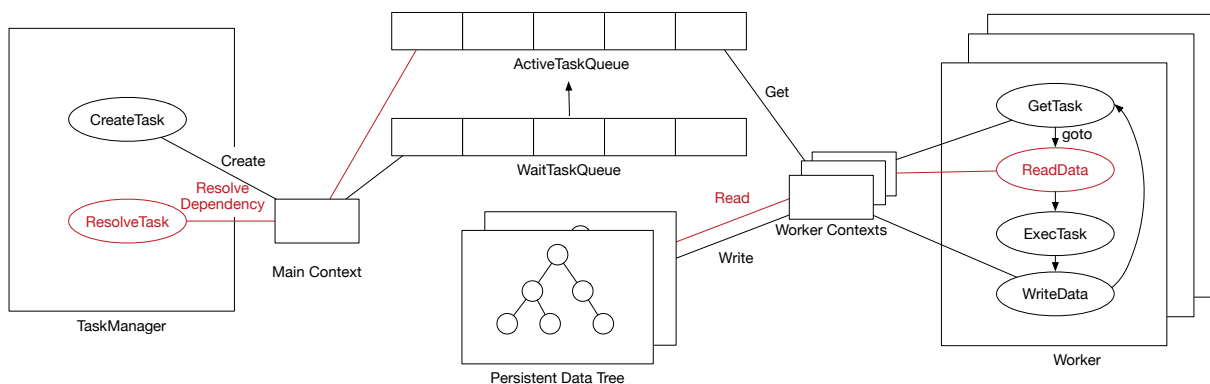 ActiveTaskQueue
CreateTask
Create
WaitTaskQueue
Get
GetTask
goto
ReadData
Resolve
Dependency
ResolveTask
Main Context
TaskManager
Read
Write
Worker Contexts
ExecTask
WriteData
Persistent Data Tree
Worker